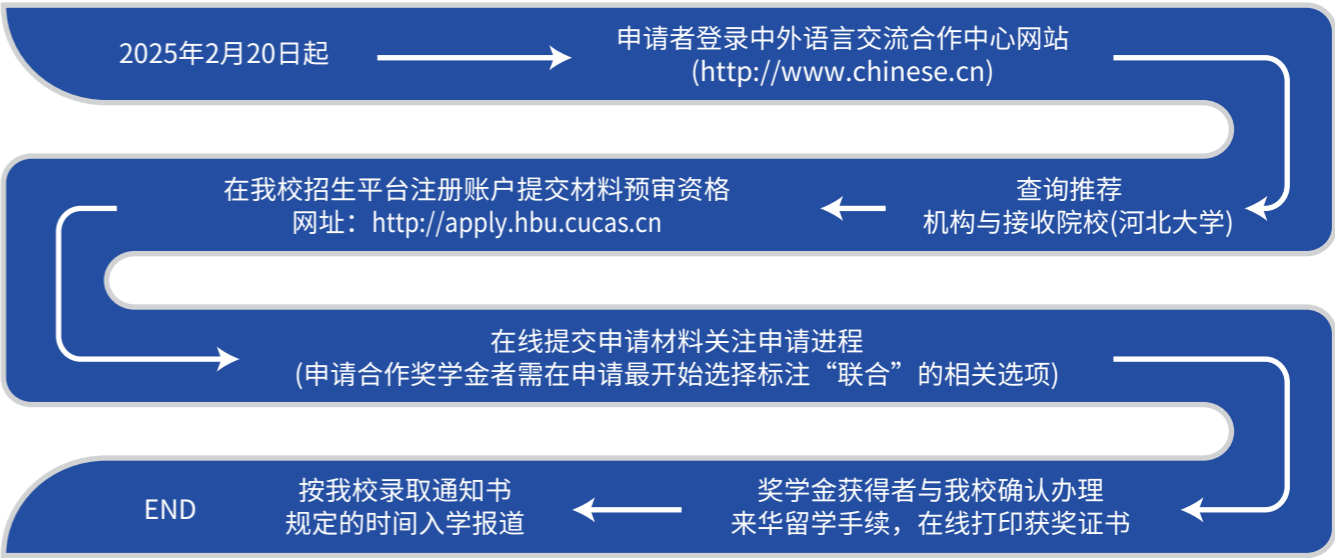 2025年2月20日起
申请者登录中外语言交流合作中心网站
(http://www.chinese.cn)
查询推荐
机构与接收院校(河北大学)
在我校招生平台注册账户提交材料预审资格
网址：http://apply.hbu.cucas.cn
在线提交申请材料关注申请进程
(申请合作奖学金者需在申请最开始选择标注“联合”的相关选项)
奖学金获得者与我校确认办理
来华留学手续，在线打印获奖证书
按我校录取通知书
规定的时间入学报道
END